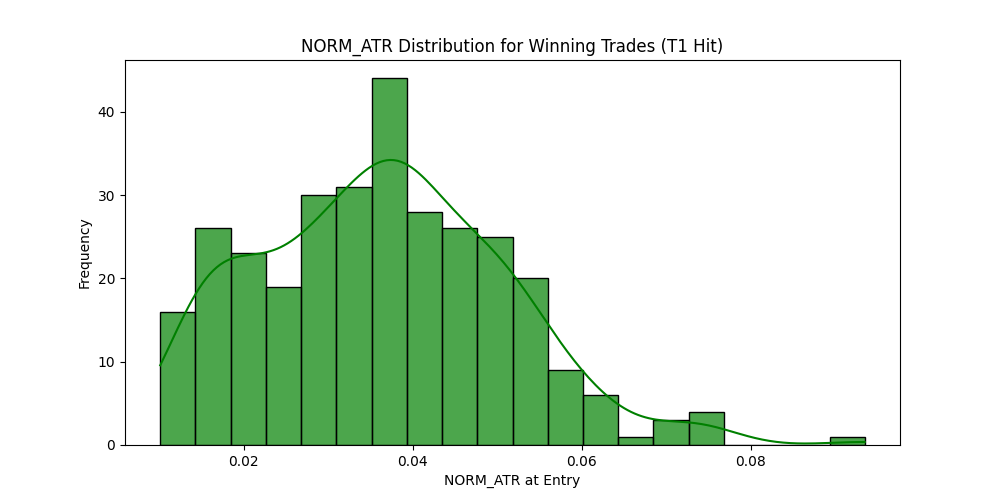 NORM_ATR Distribution for Winning Trades (T1 Hit)
Frequency
40
30
20
10
0
0.02 0.04 0.06 0.08
NORM_ATR at Entry